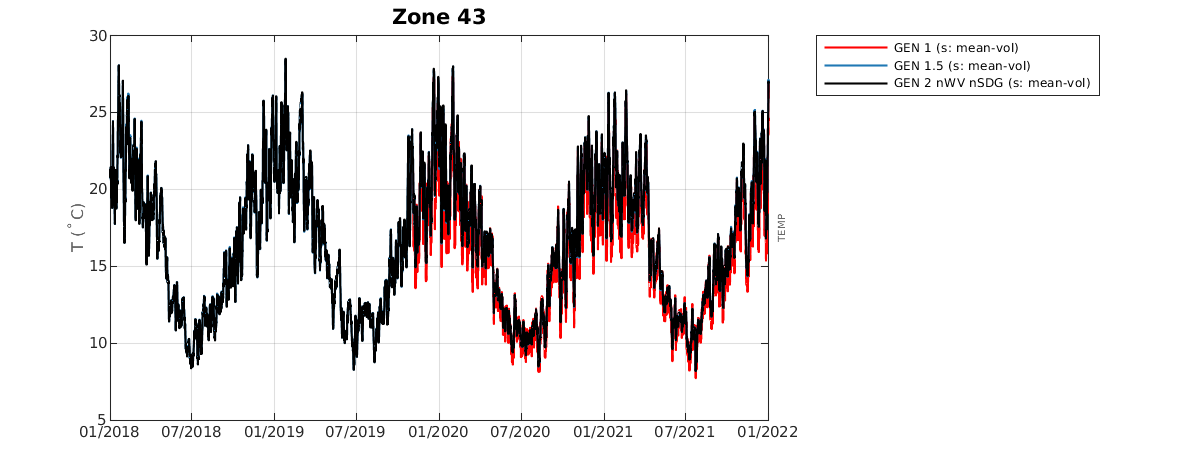 Zone 43
GEN 1 (s: mean-vol)
GEN 1.5 (s: mean-vol)
GEN 2 nWV nSDG (s: mean-vol)
30
25
20
15
10
5
T (°C)
TEMP
01/2018 07/2018 01/2019 07/2019 01/2020 07/2020 01/2021 07/2021 01/2022